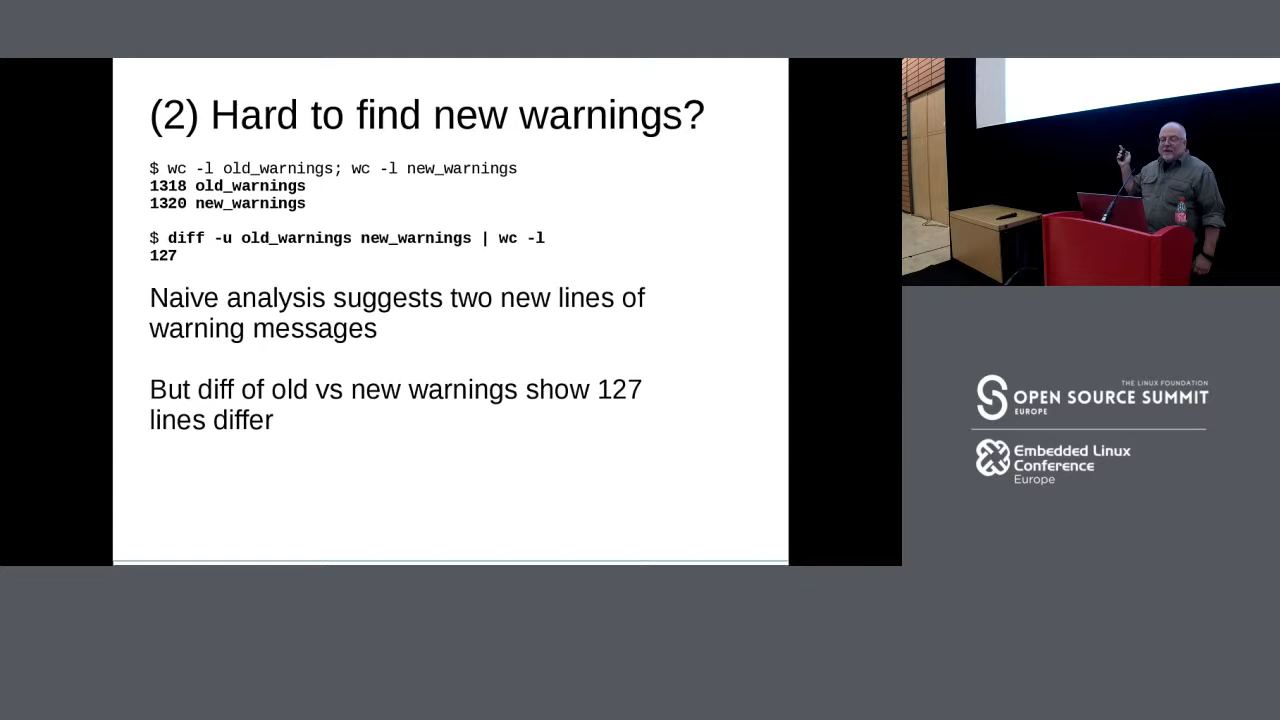 (2) Hard to find new warnings?
$ wc -l old_warnings; wc -l new_warnings
1318 old_warnings
1320 new_warnings
$ diff -u old_warnings new_warnings | wc -l
127
Naive analysis suggests two new lines of
warning messages
But diff of old vs new warnings show 127
lines differ
THE LINUX FOUNDATION
OPEN SOURCE SUMMIT
EUROPE
Embedded Linux
Conference
Europe